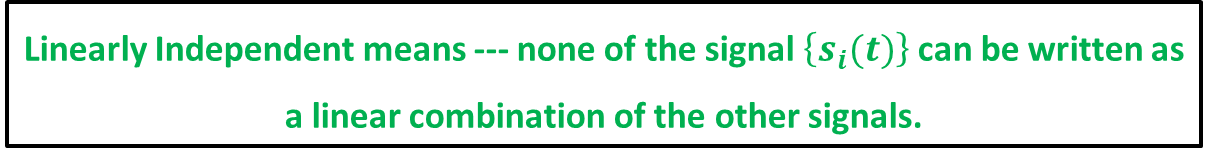 Linearly Independent means --- none of the signal {sᵢ(t)} can be written as
a linear combination of the other signals.